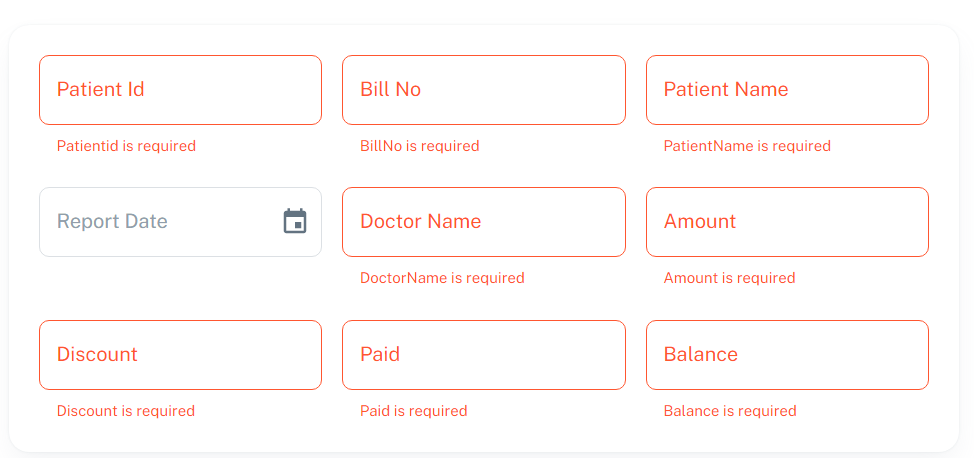 Patient Id
Bill No
Patient Name
Patientid is required
BillNo is required
PatientName is required
Report Date
Doctor Name
Amount
DoctorName is required
Amount is required
Discount
Paid
Balance
Discount is required
Paid is required
Balance is required